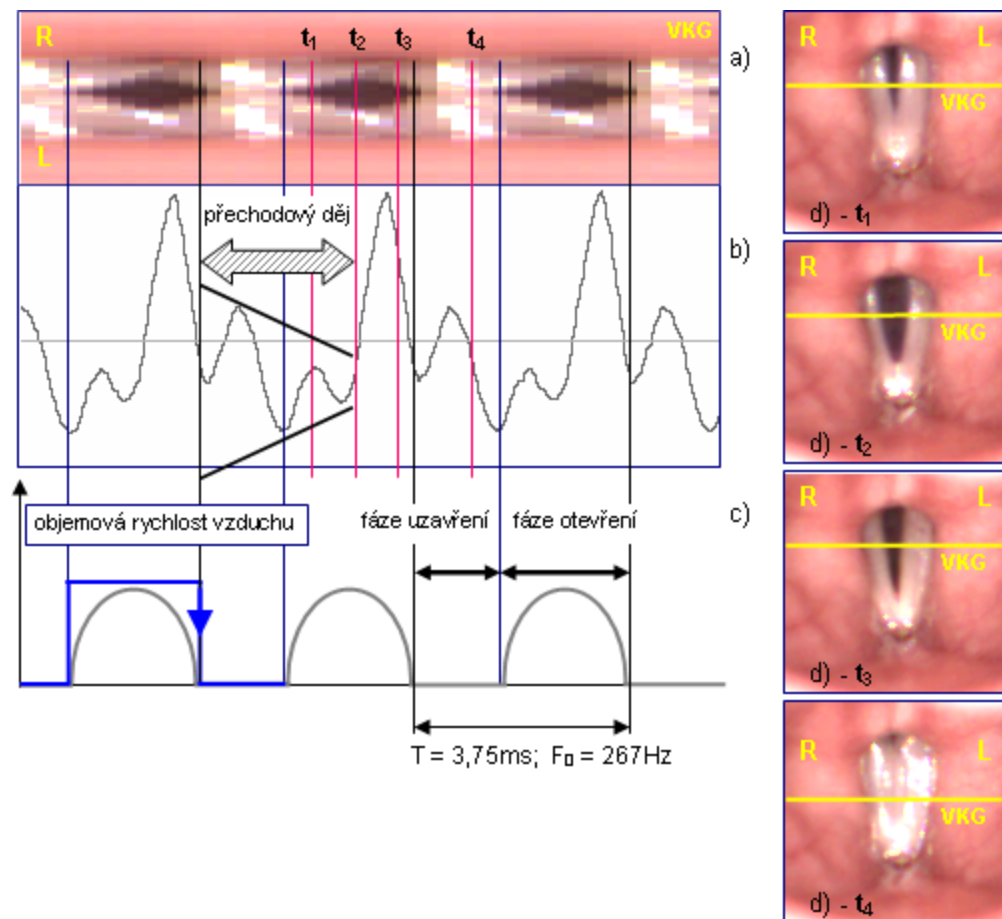 R t1 t2 t3 t4 VKG
L
a)
přechodový děj
b)
objemová rychlost vzduchu
fáze uzavření
fáze otevření
c)
T = 3,75ms; F0 = 267Hz
R L
VKG
d) - t1
R L
VKG
d) - t2
R L
VKG
d) - t3
R L
VKG
d) - t4